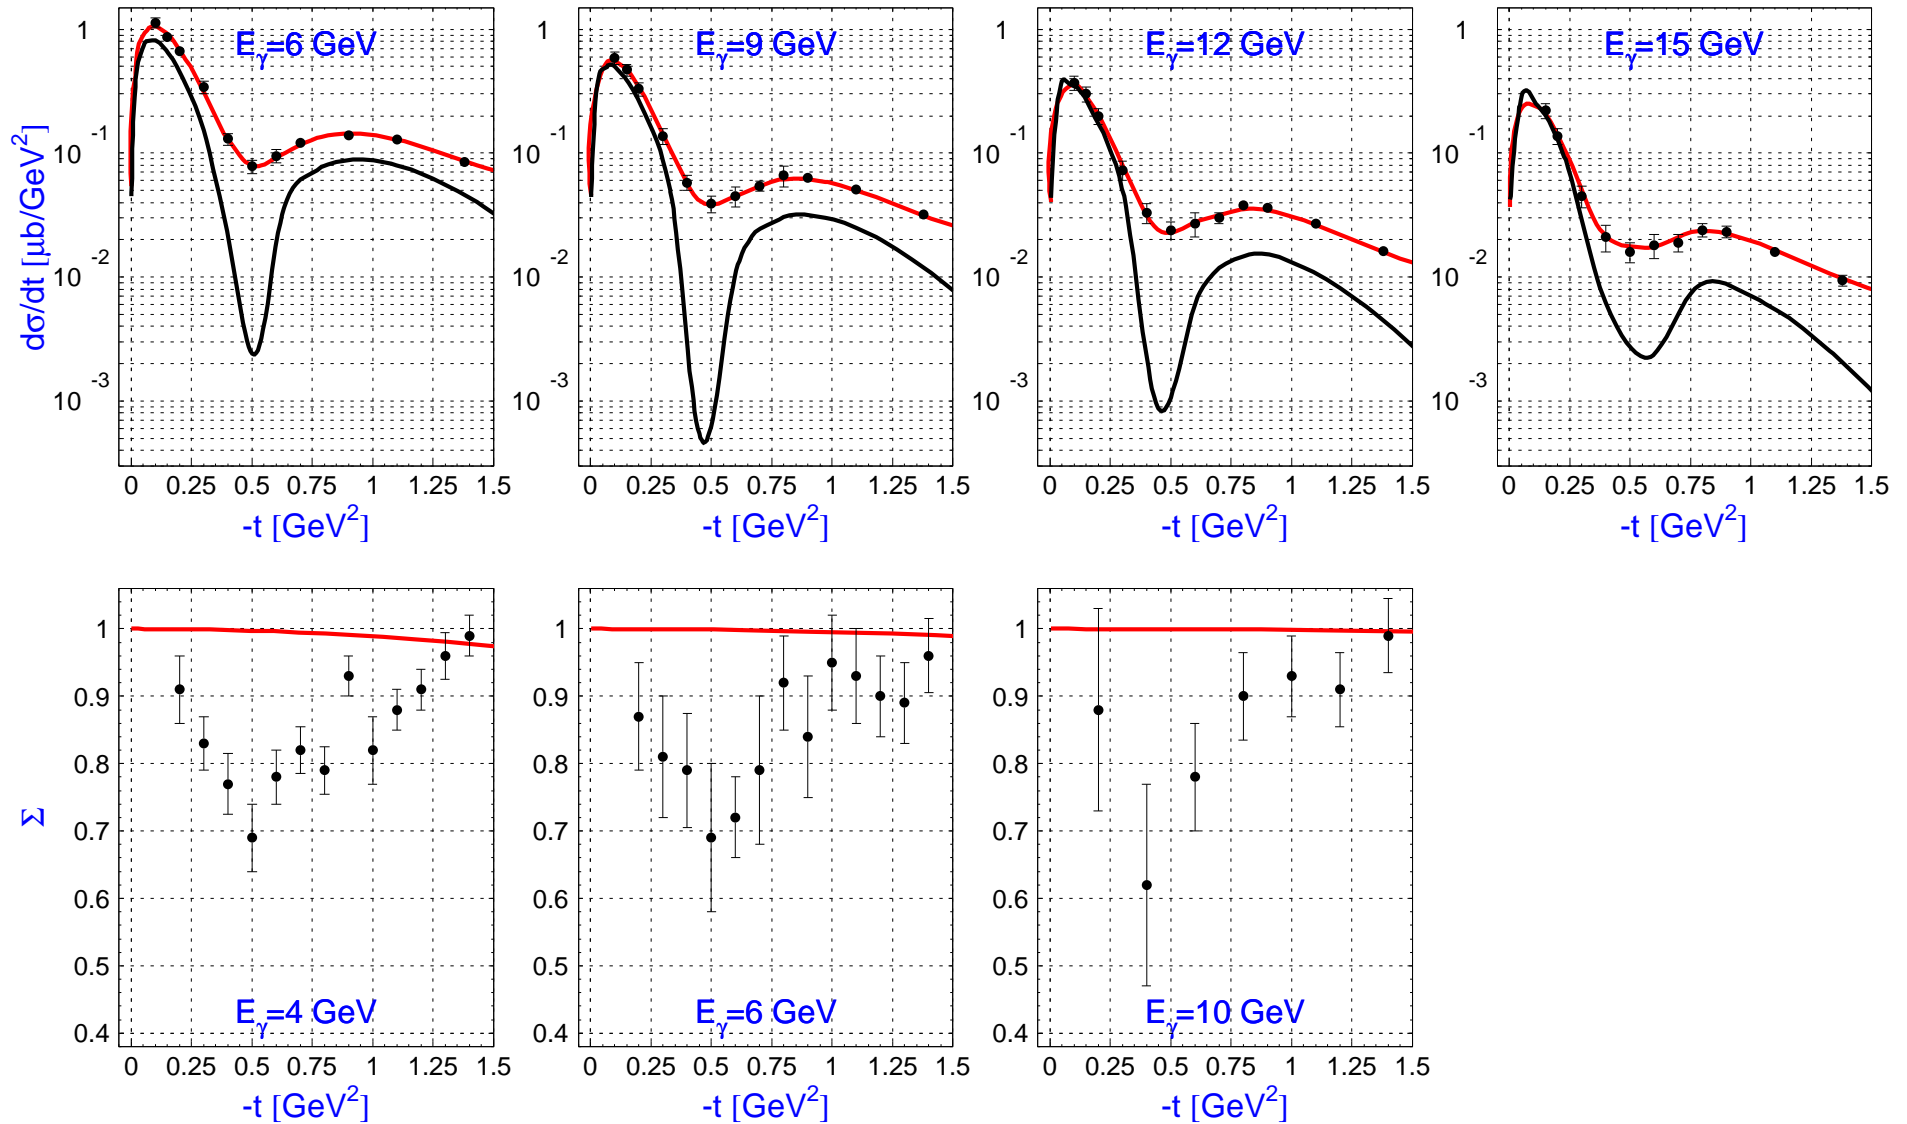 dσ/dt [μb/GeV²]
1
10⁻¹
10⁻²
10⁻³
E_γ=6 GeV
0 0.25 0.5 0.75 1 1.25 1.5
-t [GeV²]
1
10⁻¹
10⁻²
10⁻³
E_γ=9 GeV
0 0.25 0.5 0.75 1 1.25 1.5
-t [GeV²]
1
10⁻¹
10⁻²
10⁻³
E_γ=12 GeV
0 0.25 0.5 0.75 1 1.25 1.5
-t [GeV²]
1
10⁻¹
10⁻²
10⁻³
E_γ=15 GeV
0 0.25 0.5 0.75 1 1.25 1.5
-t [GeV²]
Σ
1
0.9
0.8
0.7
0.6
0.5
0.4
E_γ=4 GeV
0 0.25 0.5 0.75 1 1.25 1.5
-t [GeV²]
1
0.9
0.8
0.7
0.6
0.5
0.4
E_γ=6 GeV
0 0.25 0.5 0.75 1 1.25 1.5
-t [GeV²]
1
0.9
0.8
0.7
0.6
0.5
0.4
E_γ=10 GeV
0 0.25 0.5 0.75 1 1.25 1.5
-t [GeV²]